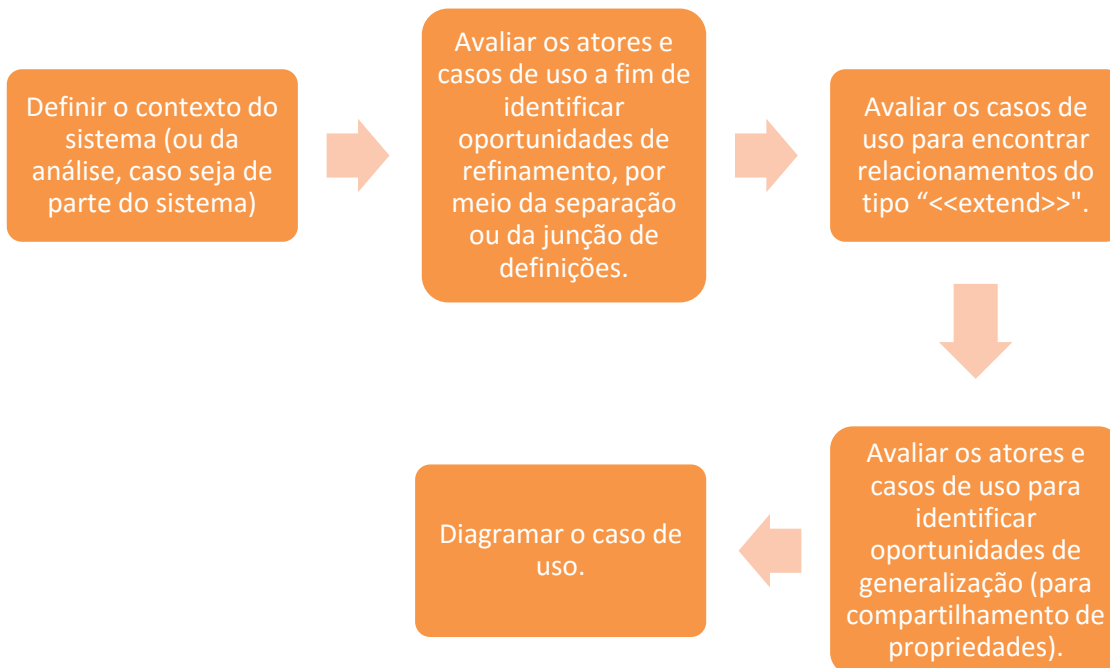 Definir o contexto do
sistema (ou da
análise, caso seja de
parte do sistema)
Avaliar os atores e
casos de uso a fim de
identificar
oportunidades de
refinamento, por
meio da separação
ou da junção de
definições.
Avaliar os casos de
uso para encontrar
relacionamentos do
tipo “<<extend>>".
Avaliar os atores e
casos de uso para
identificar
oportunidades de
generalização (para
compartilhamento de
propriedades).
Diagramar o caso de
uso.